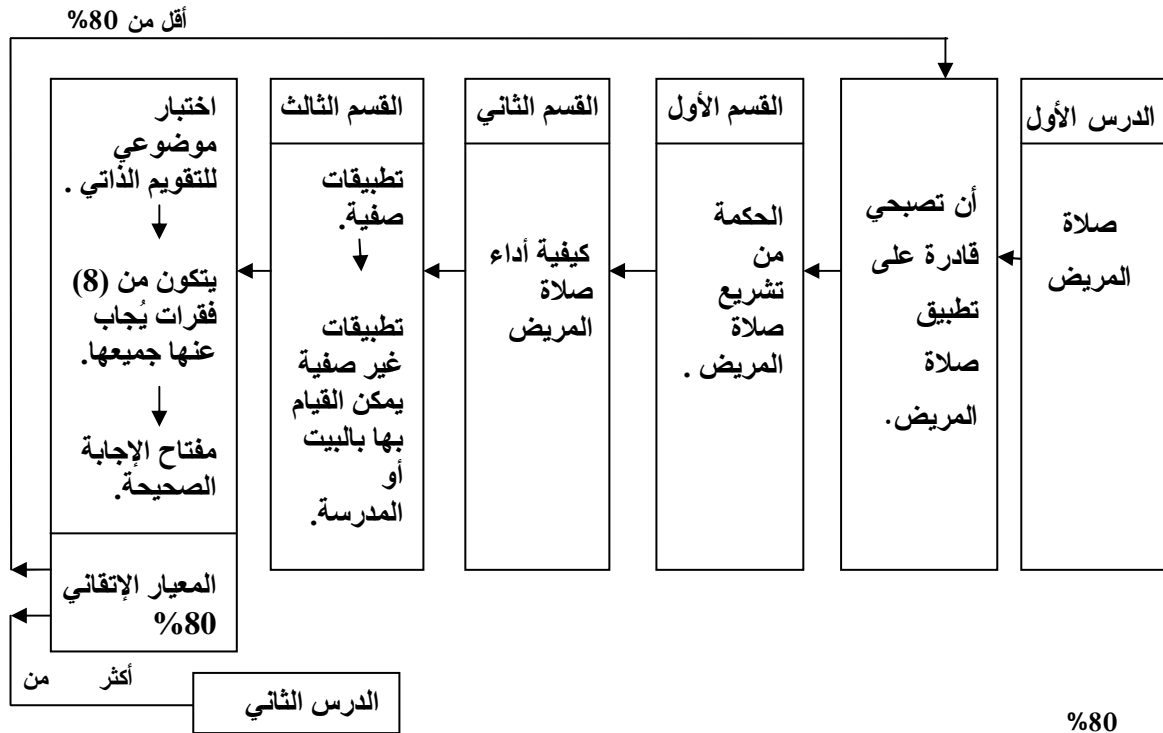 أقل من 80%
الدرس الأول
صلاة
المريض
أن تصبحي
قادرة على
تطبيق
صلاة
المريض.
القسم الأول
الحكمة
من
تشريع
صلاة
المريض .
القسم الثاني
كيفية أداء
صلاة
المريض
القسم الثالث
تطبيقات
صفية.
تطبيقات
غير صفية
يمكن القيام
بها بالبيت
أو
المدرسة.
اختبار
موضوعي
للتقويم الذاتي .
يتكون من (8)
فقرات يُجاب
عنها جميعها.
مفتاح الإجابة
الصحيحة.
المعيار الإتقاني
80%
أكثر من
الدرس الثاني
80%